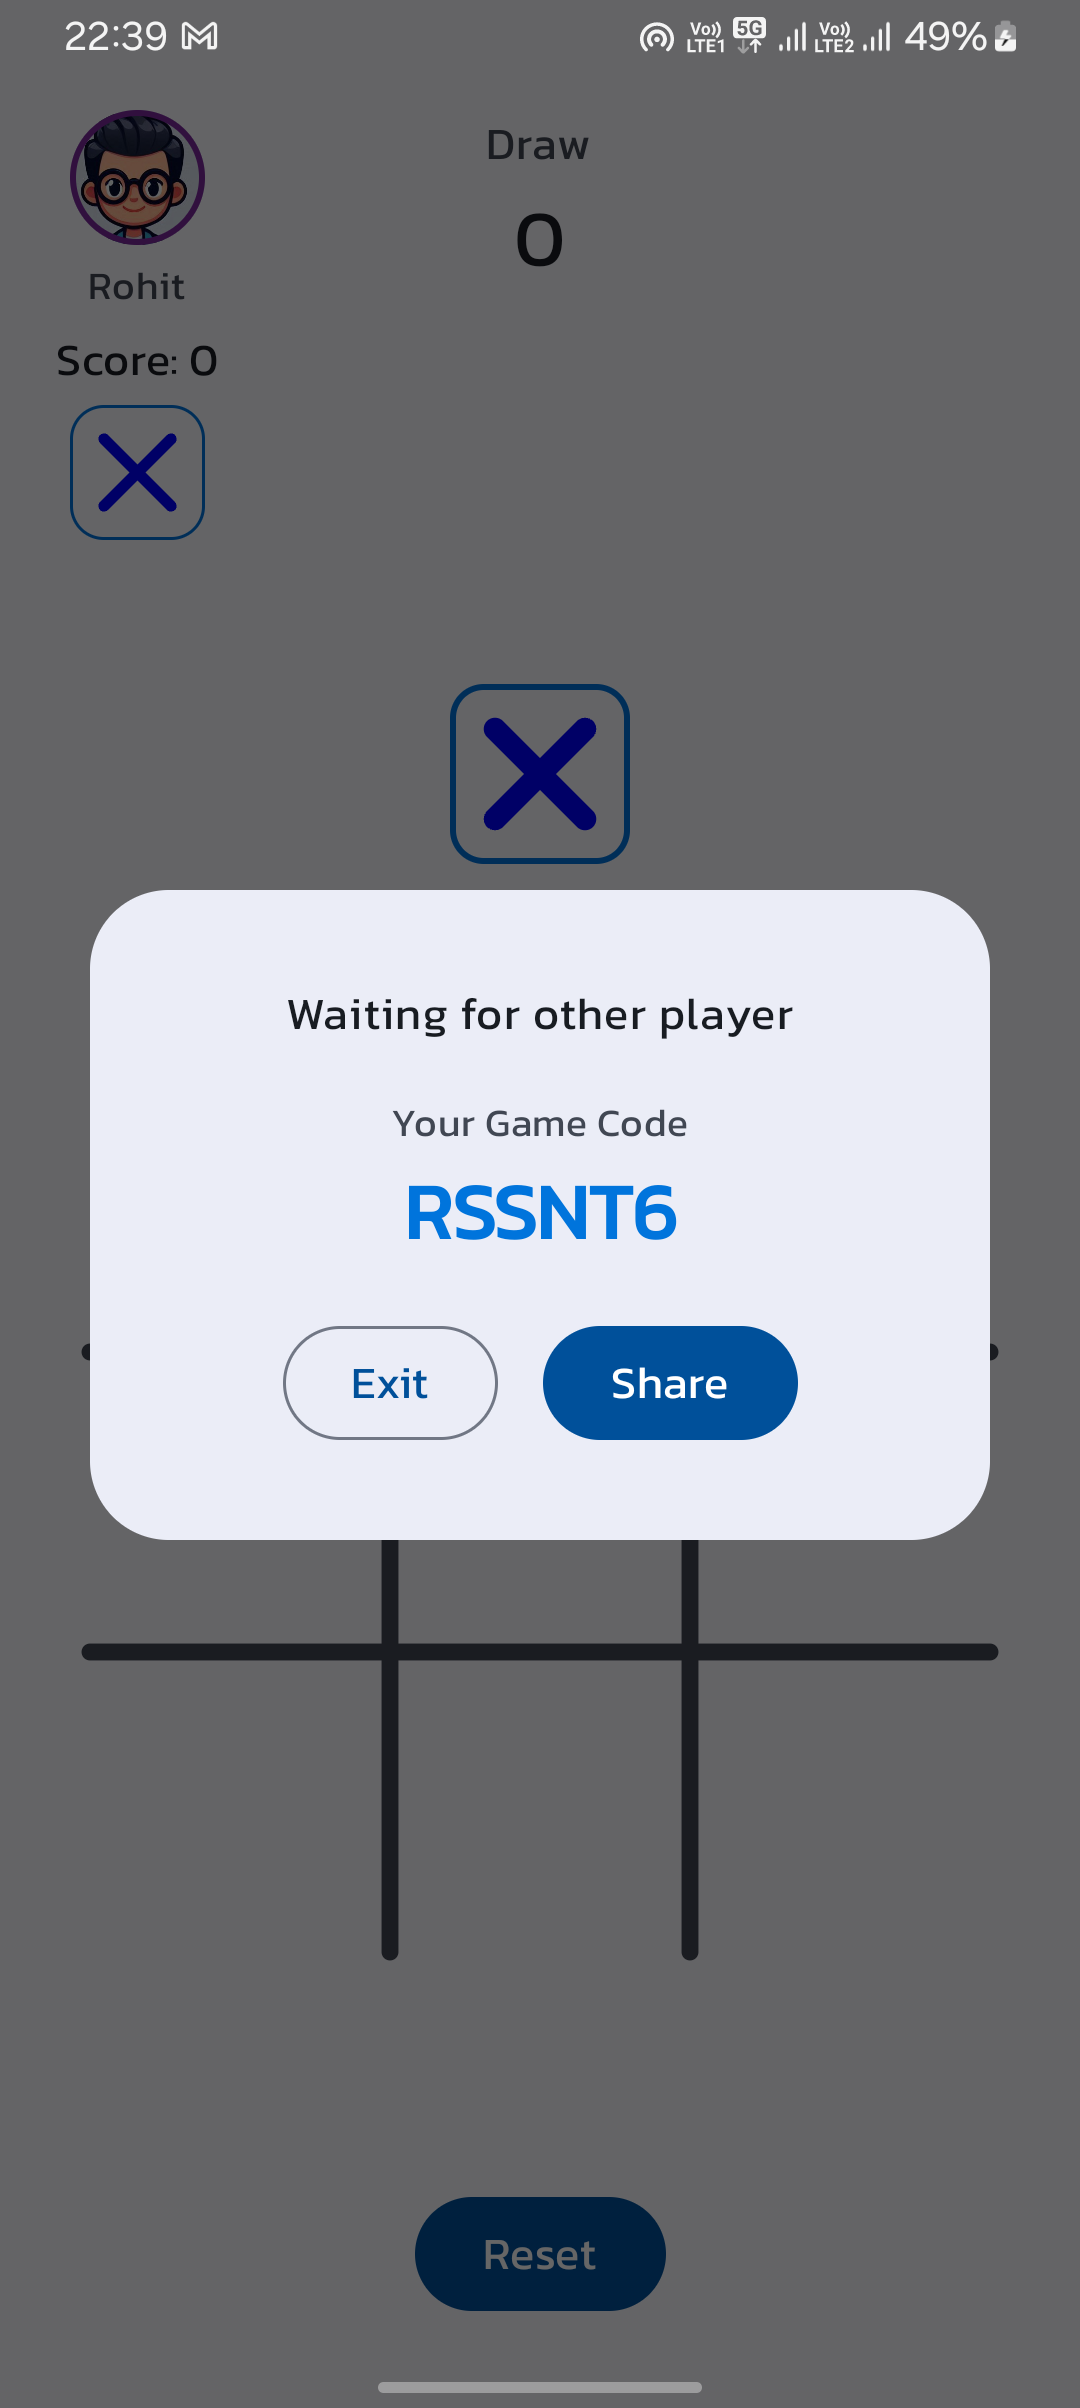 22:39
Vo)) LTE1 5G Vo)) LTE2 49%
Draw
0
Rohit
Score: 0
Waiting for other player
Your Game Code
RSSNT6
Exit Share
Reset